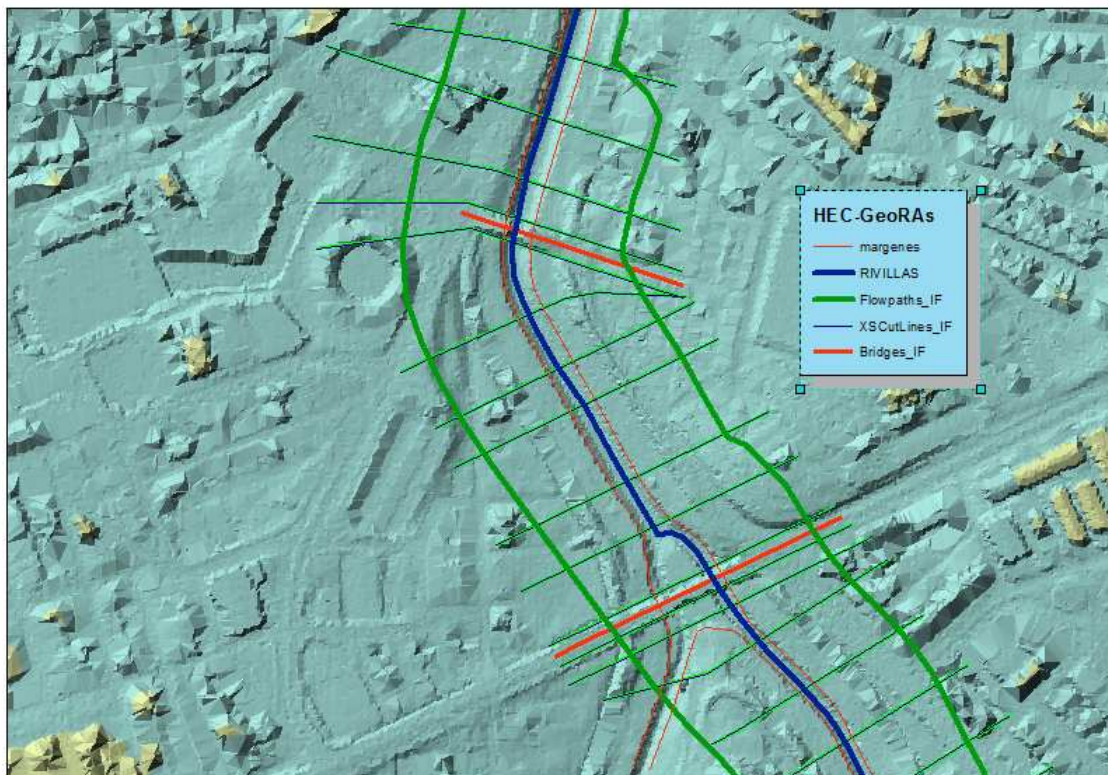 HEC-GeoRAs
margenes
RIVILLAS
Flowpaths_IF
XSCutLines_IF
Bridges_IF